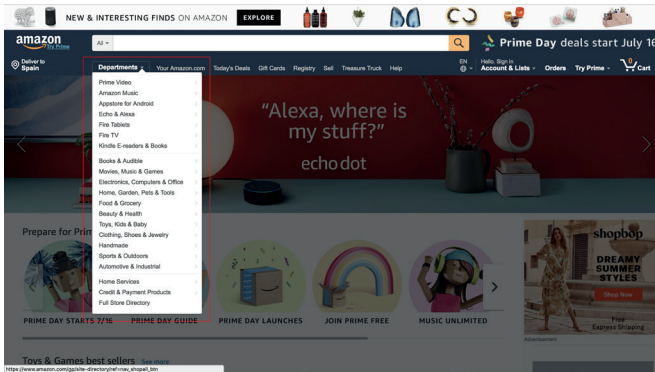 NEW & INTERESTING FINDS ON AMAZON EXPLORE
amazon
Try Prime
All
Prime Day deals start July 16
Deliver to
Spain
Departments Your Amazon.com Today's Deals Gift Cards Registry Sell Treasure Truck Help
EN
Hello. Sign in
Account & Lists Orders Try Prime 0 Cart
Prime Video
Amazon Music
Appstore for Android
Echo & Alexa
Fire Tablets
Fire TV
Kindle E-readers & Books
Books & Audible
Movies, Music & Games
Electronics, Computers & Office
Home, Garden, Pets & Tools
Food & Grocery
Beauty & Health
Toys, Kids & Baby
Clothing, Shoes & Jewelry
Handmade
Sports & Outdoors
Automotive & Industrial
Home Services
Credit & Payment Products
Full Store Directory
"Alexa, where is
my stuff?"
echo dot
Prepare for Prim
PRIME DAY STARTS 7/16 PRIME DAY GUIDE PRIME DAY LAUNCHES JOIN PRIME FREE MUSIC UNLIMITED
shopbop
DREAMY
SUMMER
STYLES
Shop Now
Free
Express Shipping
Advertisement
Toys & Games best sellers See more
https://www.amazon.com/gp/site-directory/ref=nav_shopall_btn